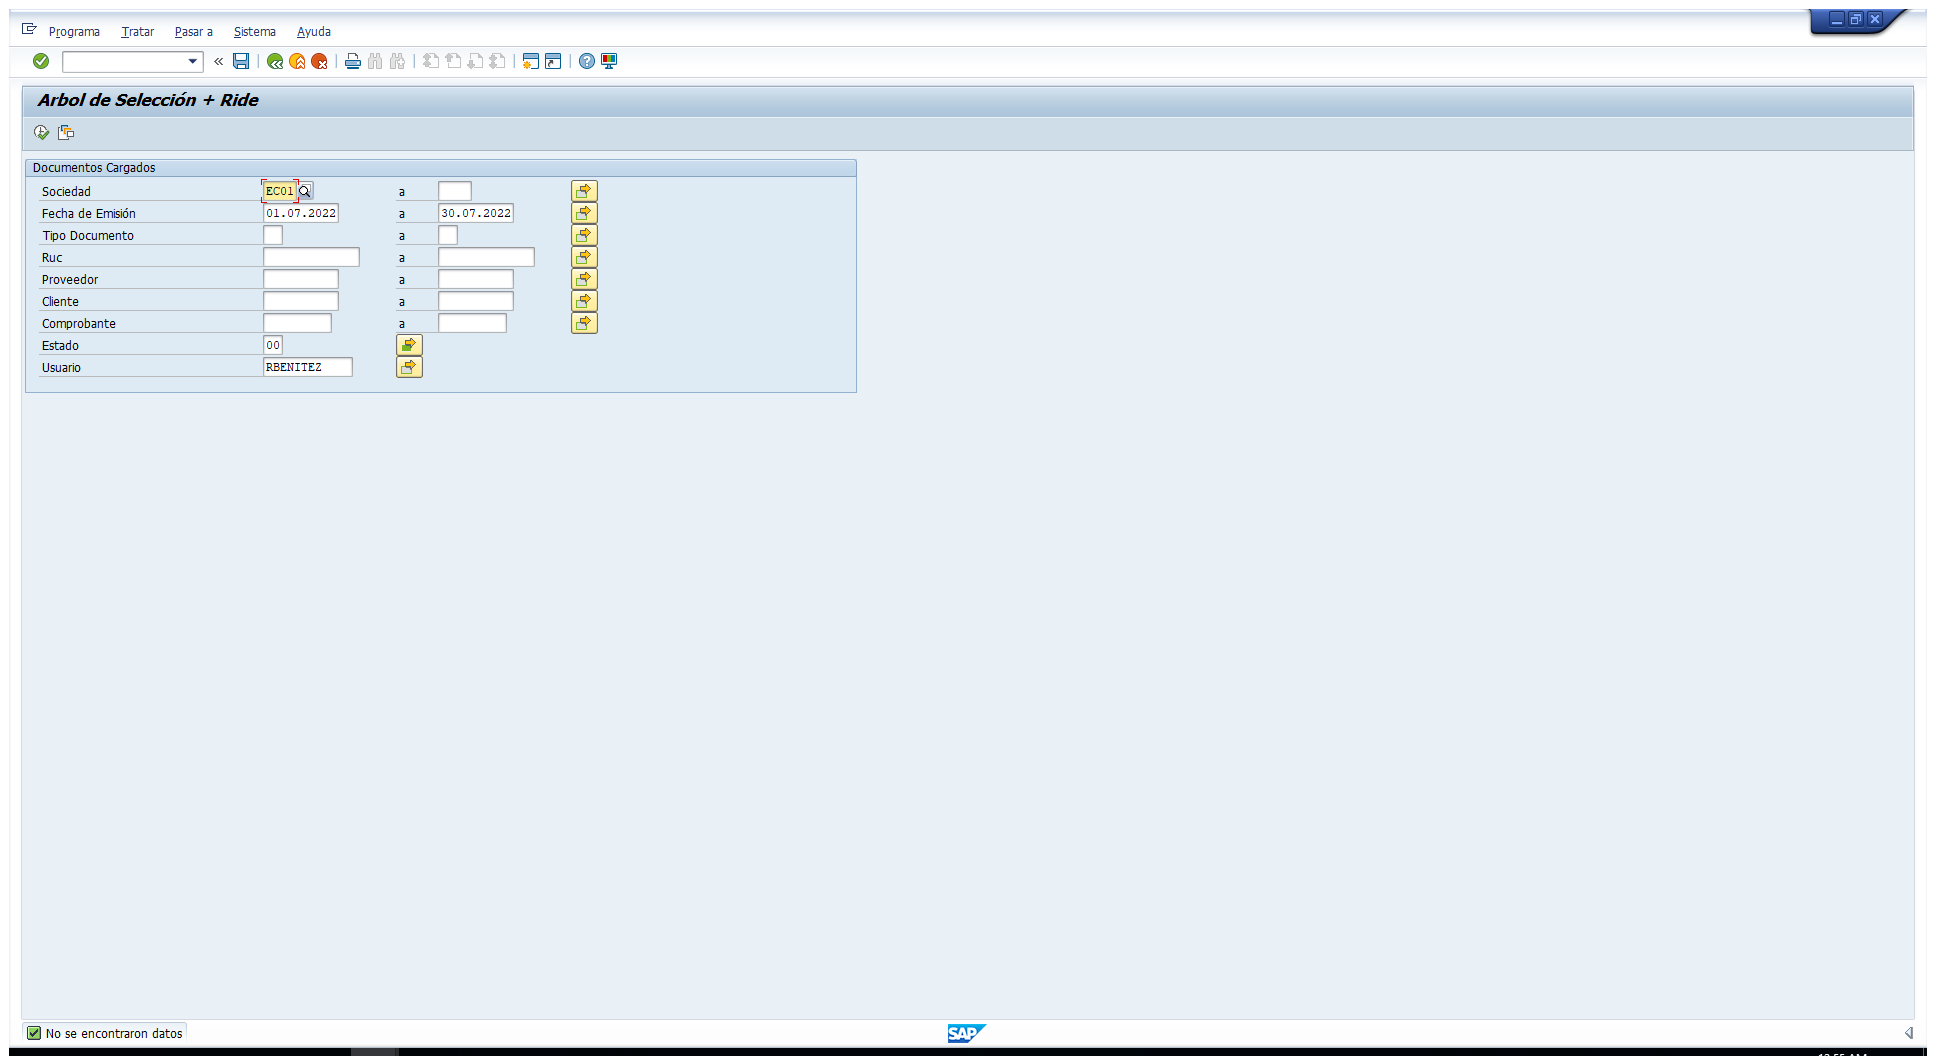 Programa Tratar Pasar a Sistema Ayuda
«
Arbol de Selección + Ride
Documentos Cargados
Sociedad EC01 a
Fecha de Emisión 01.07.2022 a 30.07.2022
Tipo Documento a
Ruc a
Proveedor a
Cliente a
Comprobante a
Estado 00
Usuario RBENITEZ
No se encontraron datos
SAP